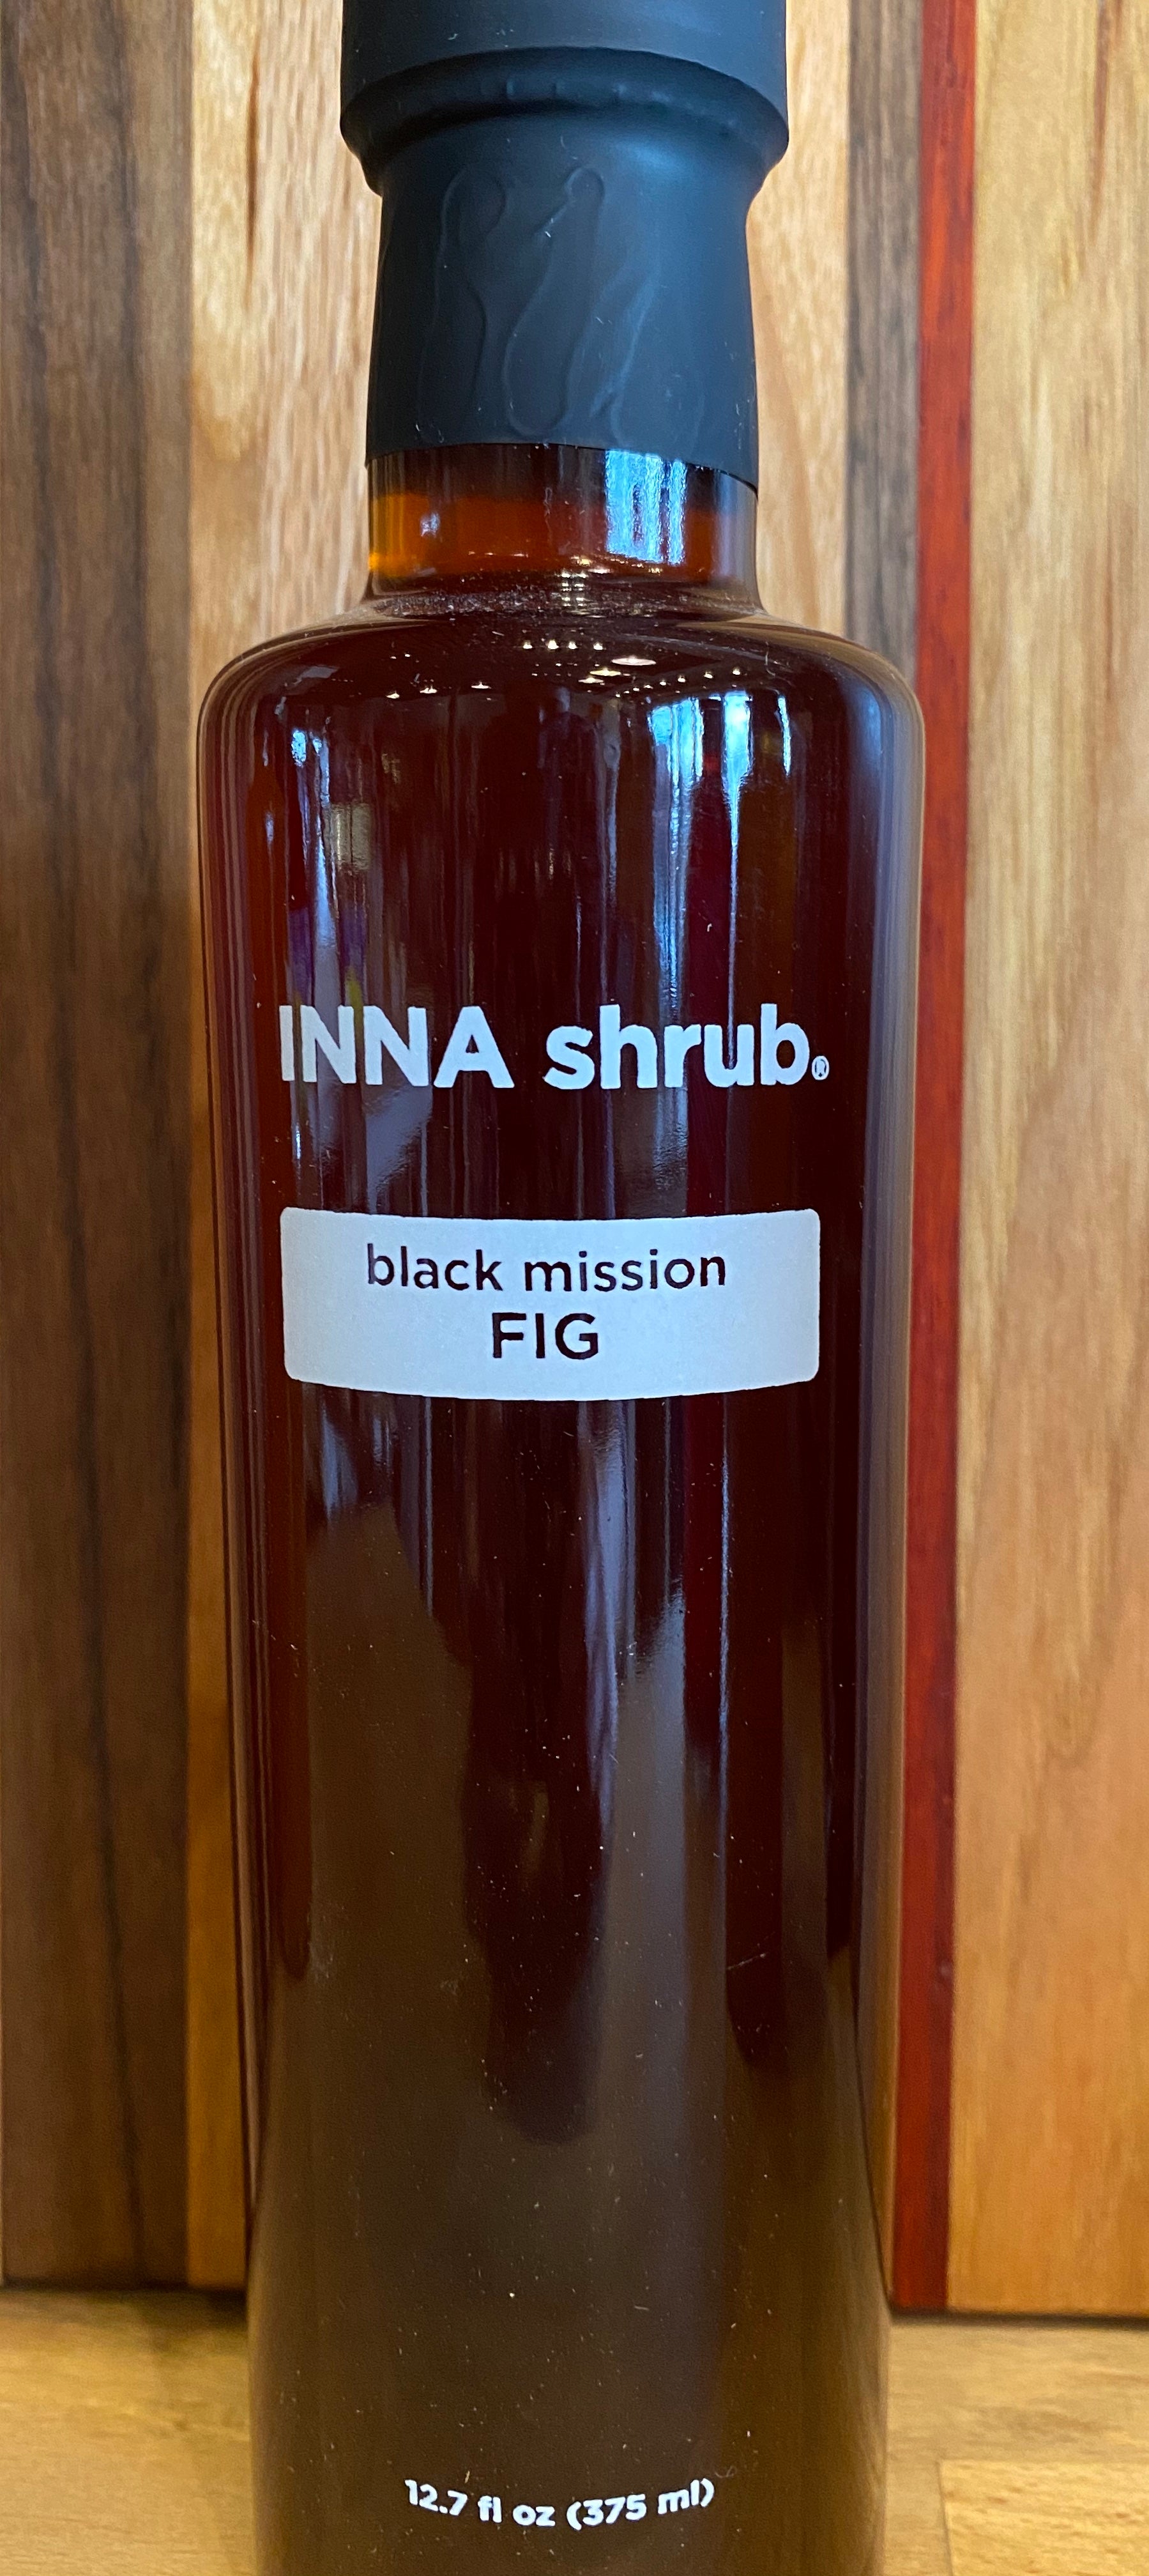 INNA shrub.®
black mission
FIG
12.7 fl oz (375 ml)